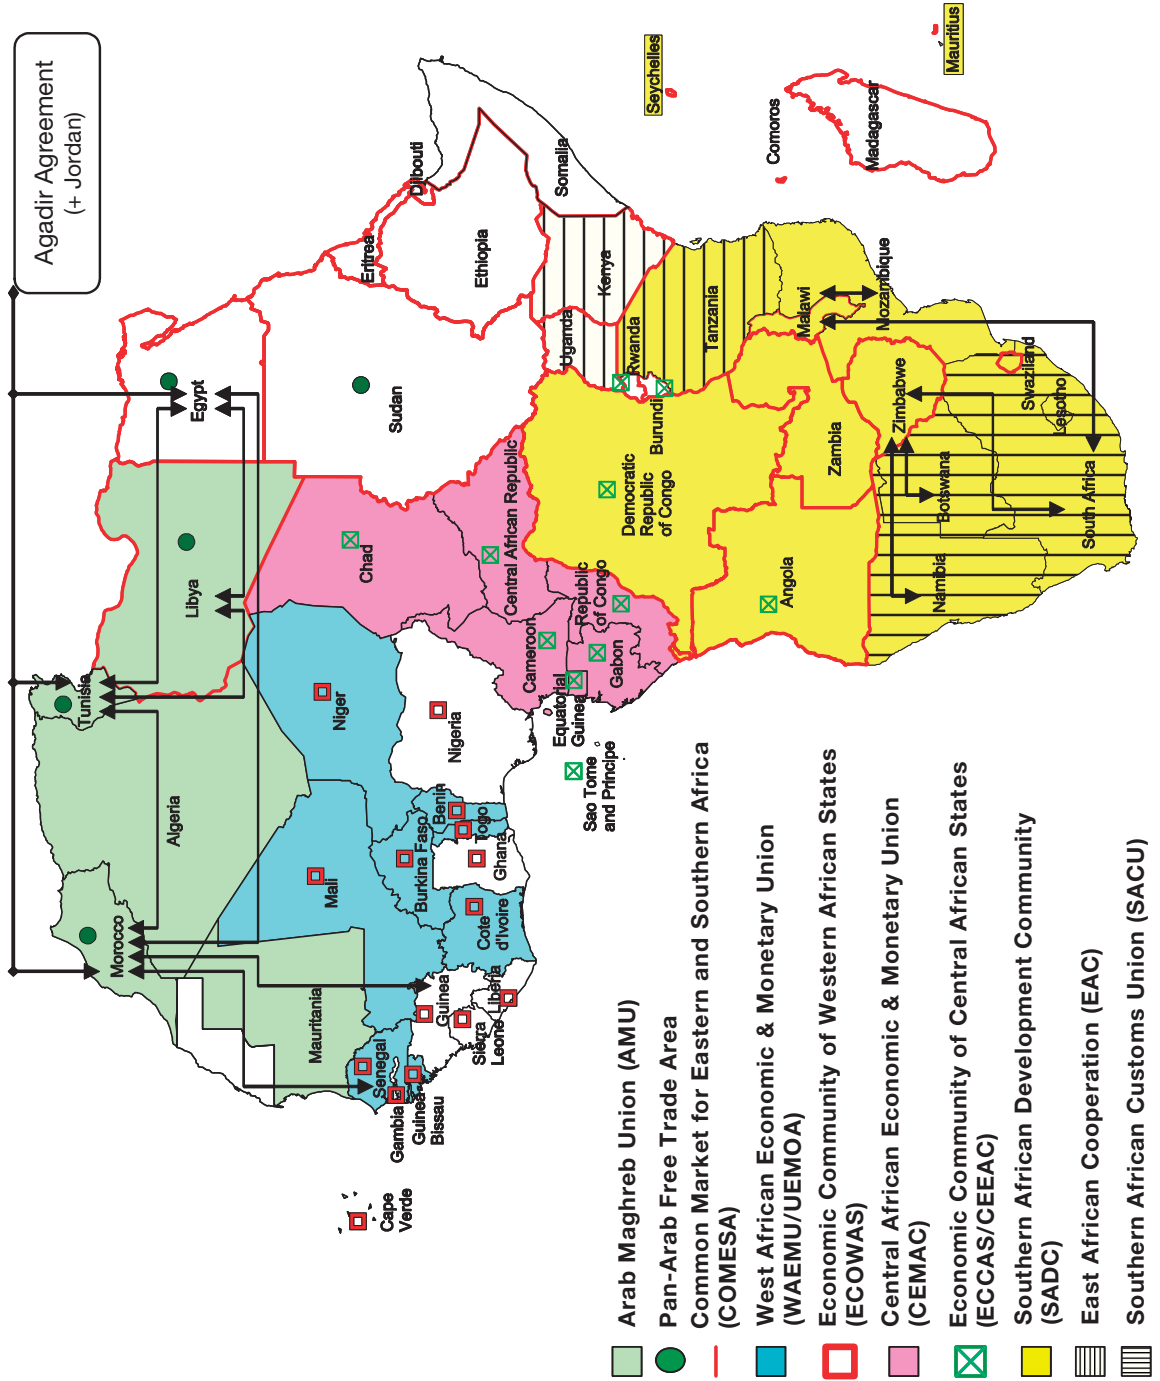 Agadir Agreement
(+ Jordan)
Tunisia
Morocco
Algeria
Libya
Egypt
Mauritania
Mali
Niger
Chad
Sudan
Eritrea
Djibouti
Cape
Verde
Senegal
Gambia
Guinea
Bissau
Guinea
Sierra
Leone
Liberia
Cote
d'Ivoire
Burkina Faso
Ghana
Togo
Benin
Nigeria
Cameroon
Central African Republic
Ethiopia
Somalia
Equatorial
Guinea
Sao Tome
and Principe
Gabon
Republic
of Congo
Democratic
Republic
of Congo
Uganda
Kenya
Rwanda
Burundi
Tanzania
Seychelles
Angola
Zambia
Malawi
Mozambique
Comoros
Madagascar
Mauritius
Namibia
Botswana
Zimbabwe
South Africa
Swaziland
Lesotho
Arab Maghreb Union (AMU)
Pan-Arab Free Trade Area
Common Market for Eastern and Southern Africa
(COMESA)
West African Economic & Monetary Union
(WAEMU/UEMOA)
Economic Community of Western African States
(ECOWAS)
Central African Economic & Monetary Union
(CEMAC)
Economic Community of Central African States
(ECCAS/CEEAC)
Southern African Development Community
(SADC)
East African Cooperation (EAC)
Southern African Customs Union (SACU)